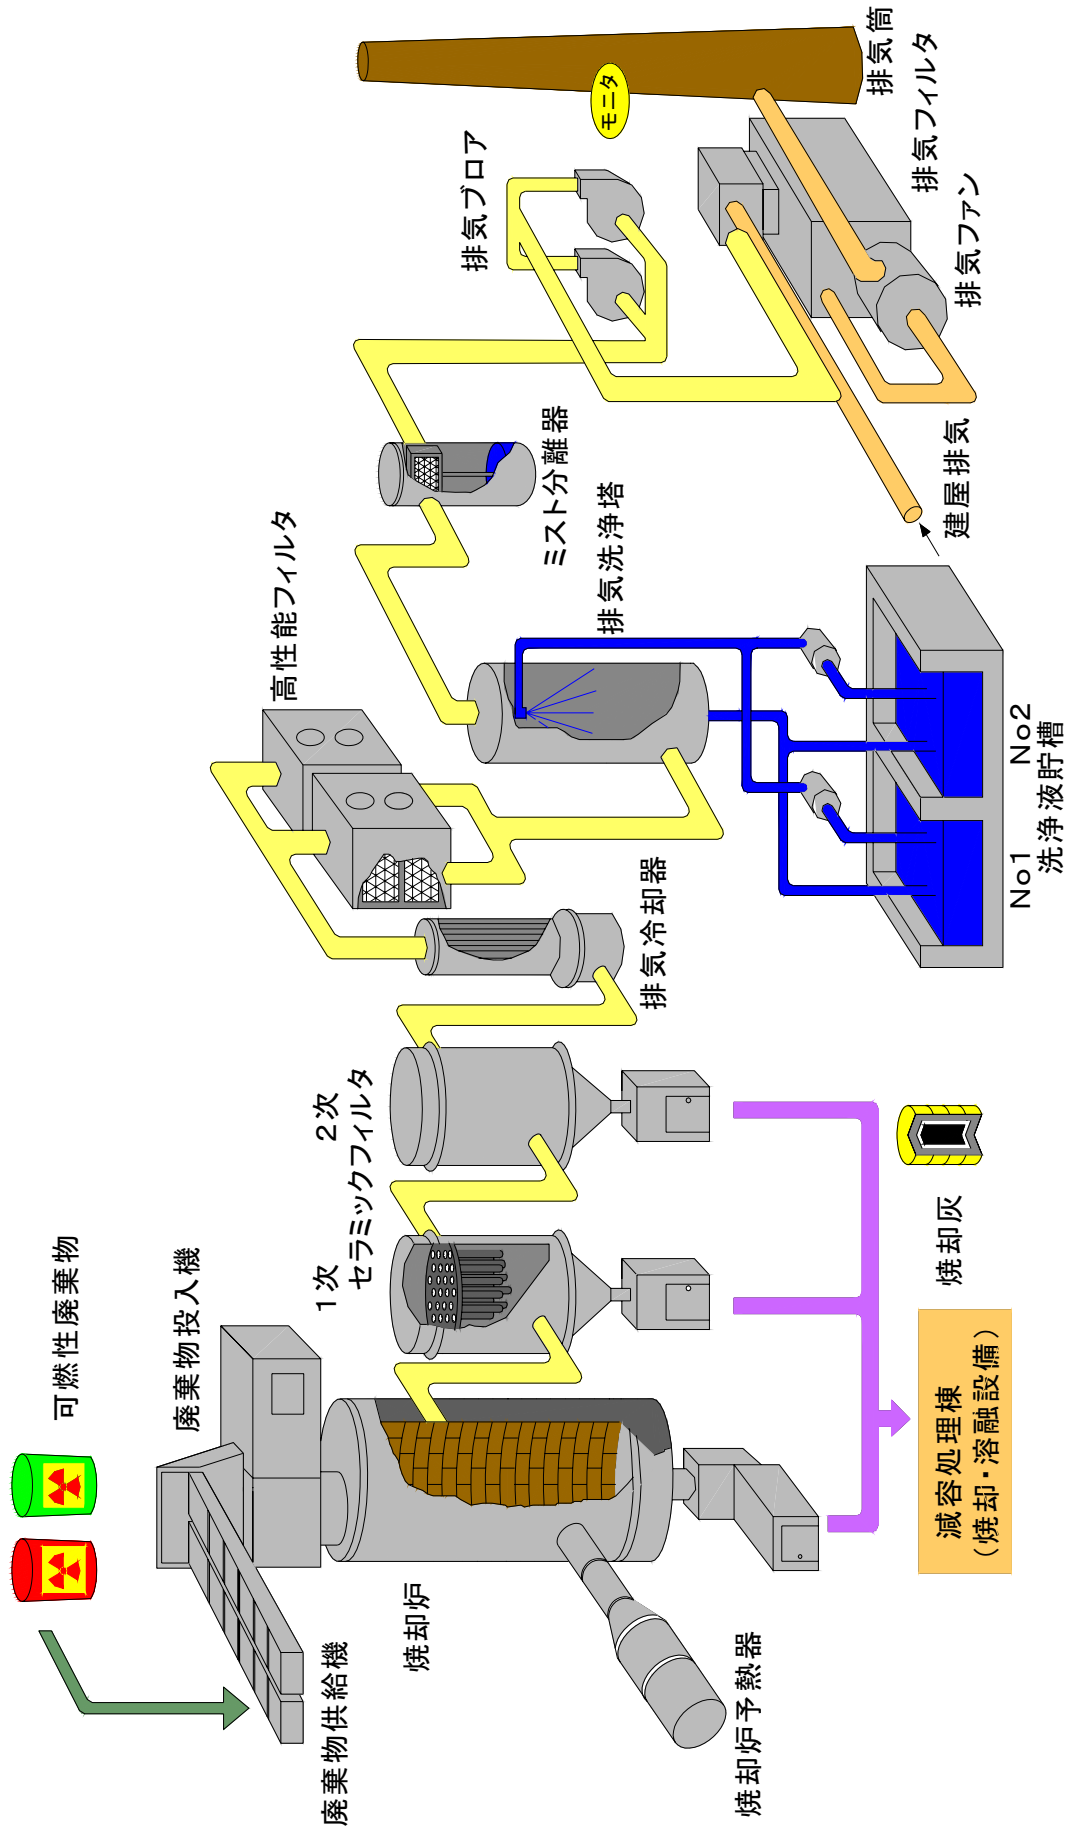 可燃性廃棄物
廃棄物投入機
廃棄物供給機
焼却炉
焼却炉予熱器
1次
2次
セラミックフィルタ
排気冷却器
高性能フィルタ
排気洗浄塔
ミスト分離器
排気ブロア
モニタ
排気筒
排気フィルタ
排気ファン
建屋排気
No1
No2
洗浄液貯槽
焼却灰
減容処理棟
(焼却・溶融設備)